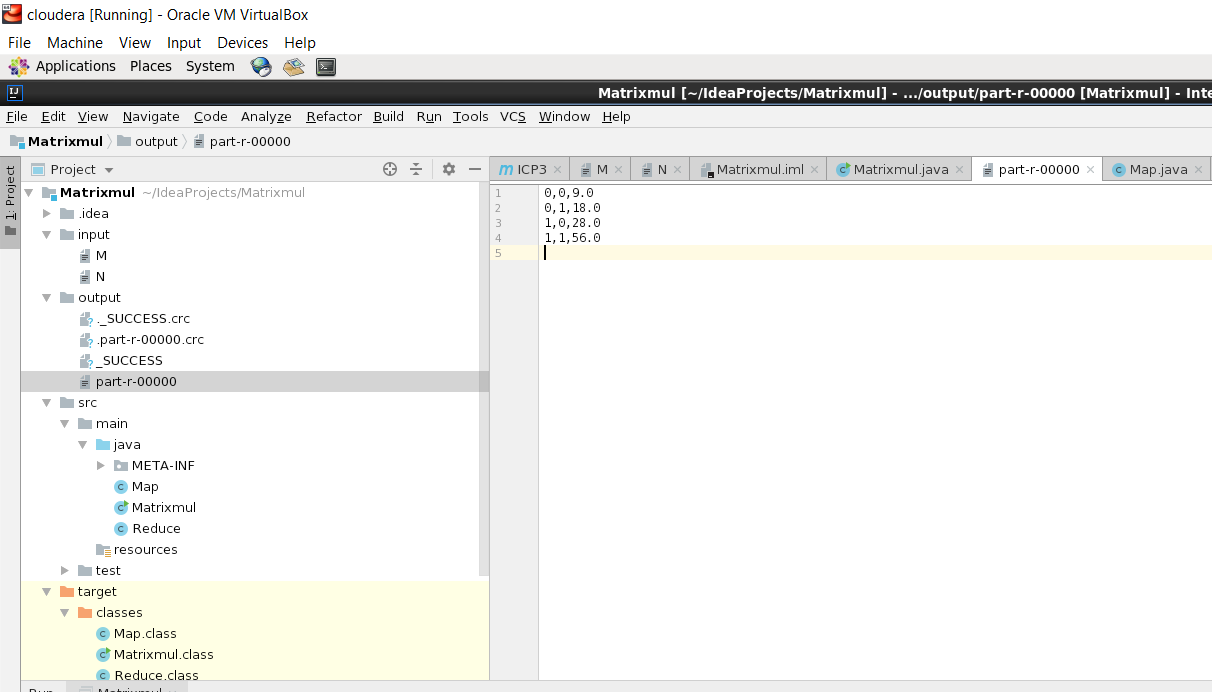 cloudera [Running] - Oracle VM VirtualBox
File Machine View Input Devices Help
Applications Places System
IJ Matrixmul [~/IdeaProjects/Matrixmul] - .../output/part-r-00000 [Matrixmul] - Inte
File Edit View Navigate Code Analyze Refactor Build Run Tools VCS Window Help
Matrixmul output part-r-00000
1: Project
Project
m ICP3 M N Matrixmul.iml C Matrixmul.java part-r-00000 C Map.java
Matrixmul ~/IdeaProjects/Matrixmul
.idea
input
M
N
output
._SUCCESS.crc
.part-r-00000.crc
_SUCCESS
part-r-00000
src
main
java
META-INF
C Map
C Matrixmul
C Reduce
resources
test
target
classes
C Map.class
C Matrixmul.class
C Reduce.class
1 0,0,9.0
2 0,1,18.0
3 1,0,28.0
4 1,1,56.0
5
Run Matrixmul